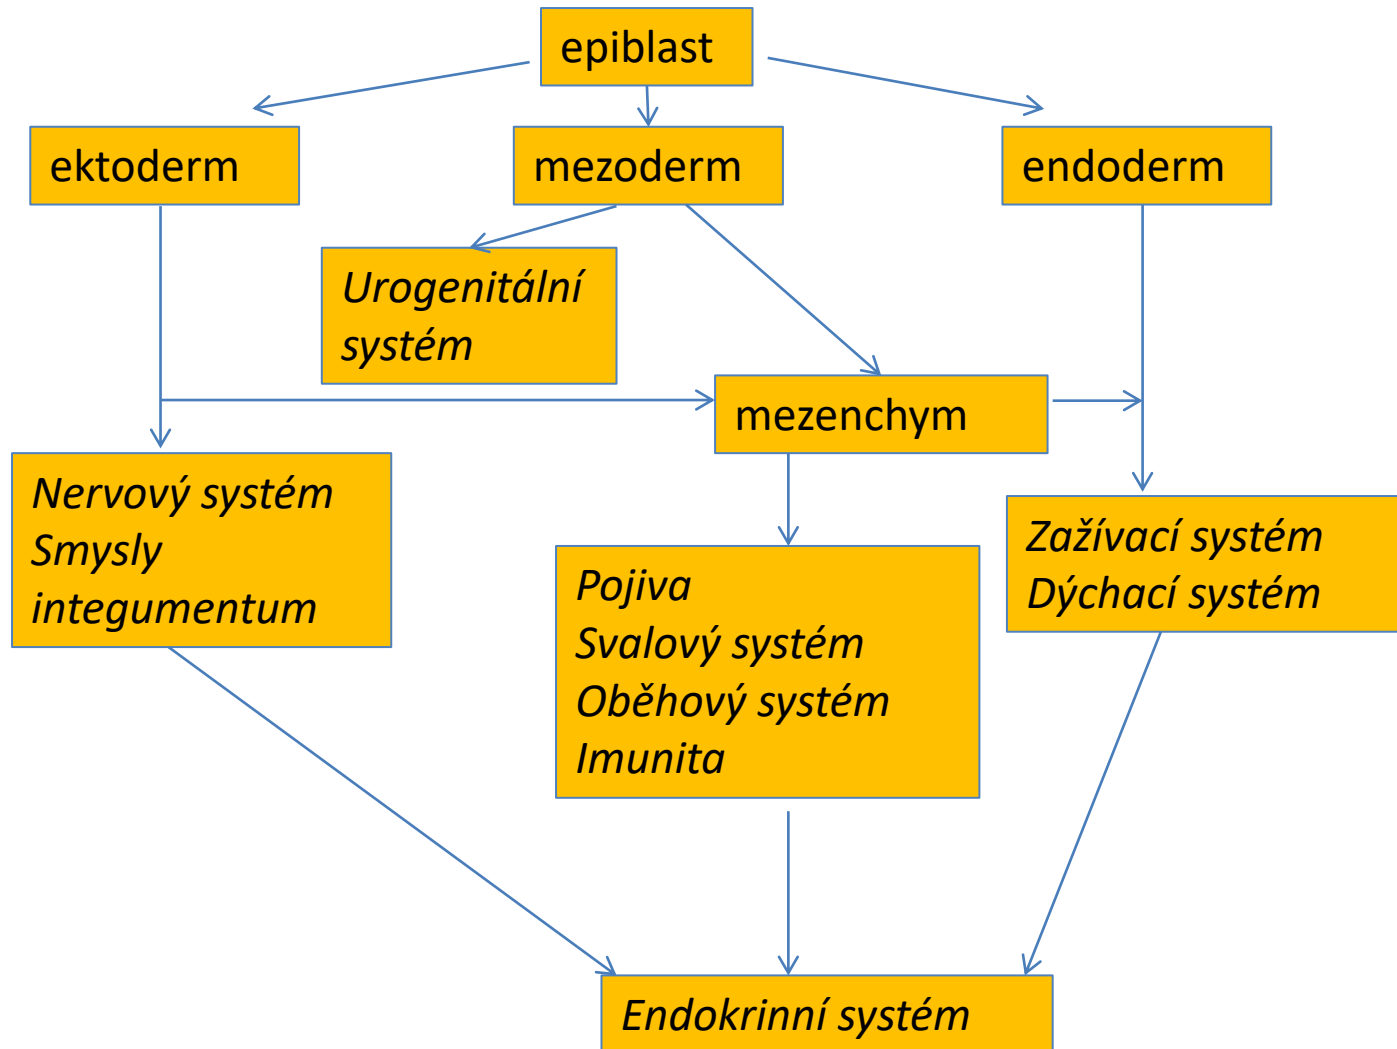 epiblast
ektoderm
mezoderm
endoderm
Urogenitální
systém
mezenchym
Nervový systém
Smysly
integumentum
Zažívací systém
Dýchací systém
Pojiva
Svalový systém
Oběhový systém
Imunita
Endokrinní systém